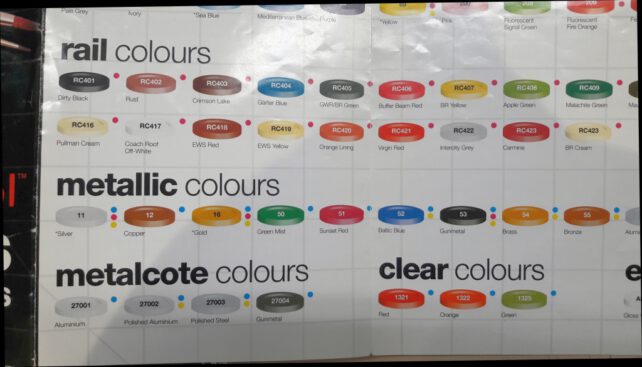 Pale Grey Ivory *Sea Blue Mediterranean Blue Purple *Yellow Pink Fluorescent Signal Green Fluorescent Fire Orange
rail colours
RC401 RC402 RC403 RC404 RC405 RC406 RC407 RC408 RC409
Dirty Black Rust Crimson Lake Garter Blue GWR/BR Green Buffer Beam Red BR Yellow Apple Green Malachite Green
RC416 RC417 RC418 RC419 RC420 RC421 RC422 RC423 RC423
Pullman Cream Coach Roof Off-White EWS Red EWS Yellow Orange Lining Virgin Red Intercity Grey Carmine BR Cream
metallic colours
11 12 16 50 51 52 53 54 55
*Silver Copper *Gold Green Mist Sunset Red Baltic Blue Gunmetal Brass Bronze
metalcote colours clear colours
27001 27002 27003 27004 1321 1322 1325
Aluminium Polished Aluminium Polished Steel Gunmetal Red Orange Green